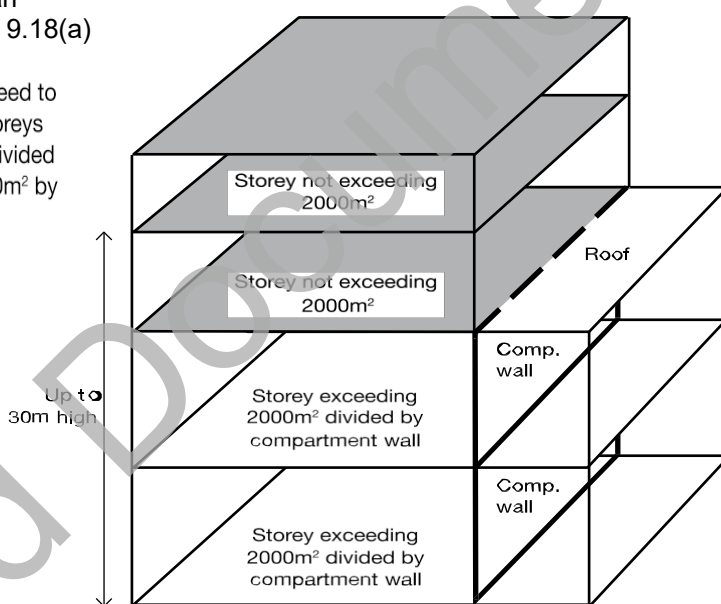 an
9.18(a)
eed to
oreys
ivided
0m² by
Storey not exceeding
2000m²
Storey not exceeding
2000m²
Roof
Comp.
wall
Up to
30m high
Storey exceeding
2000m² divided by
compartment wall
Comp.
wall
Storey exceeding
2000m² divided by
compartment wall
d Docume